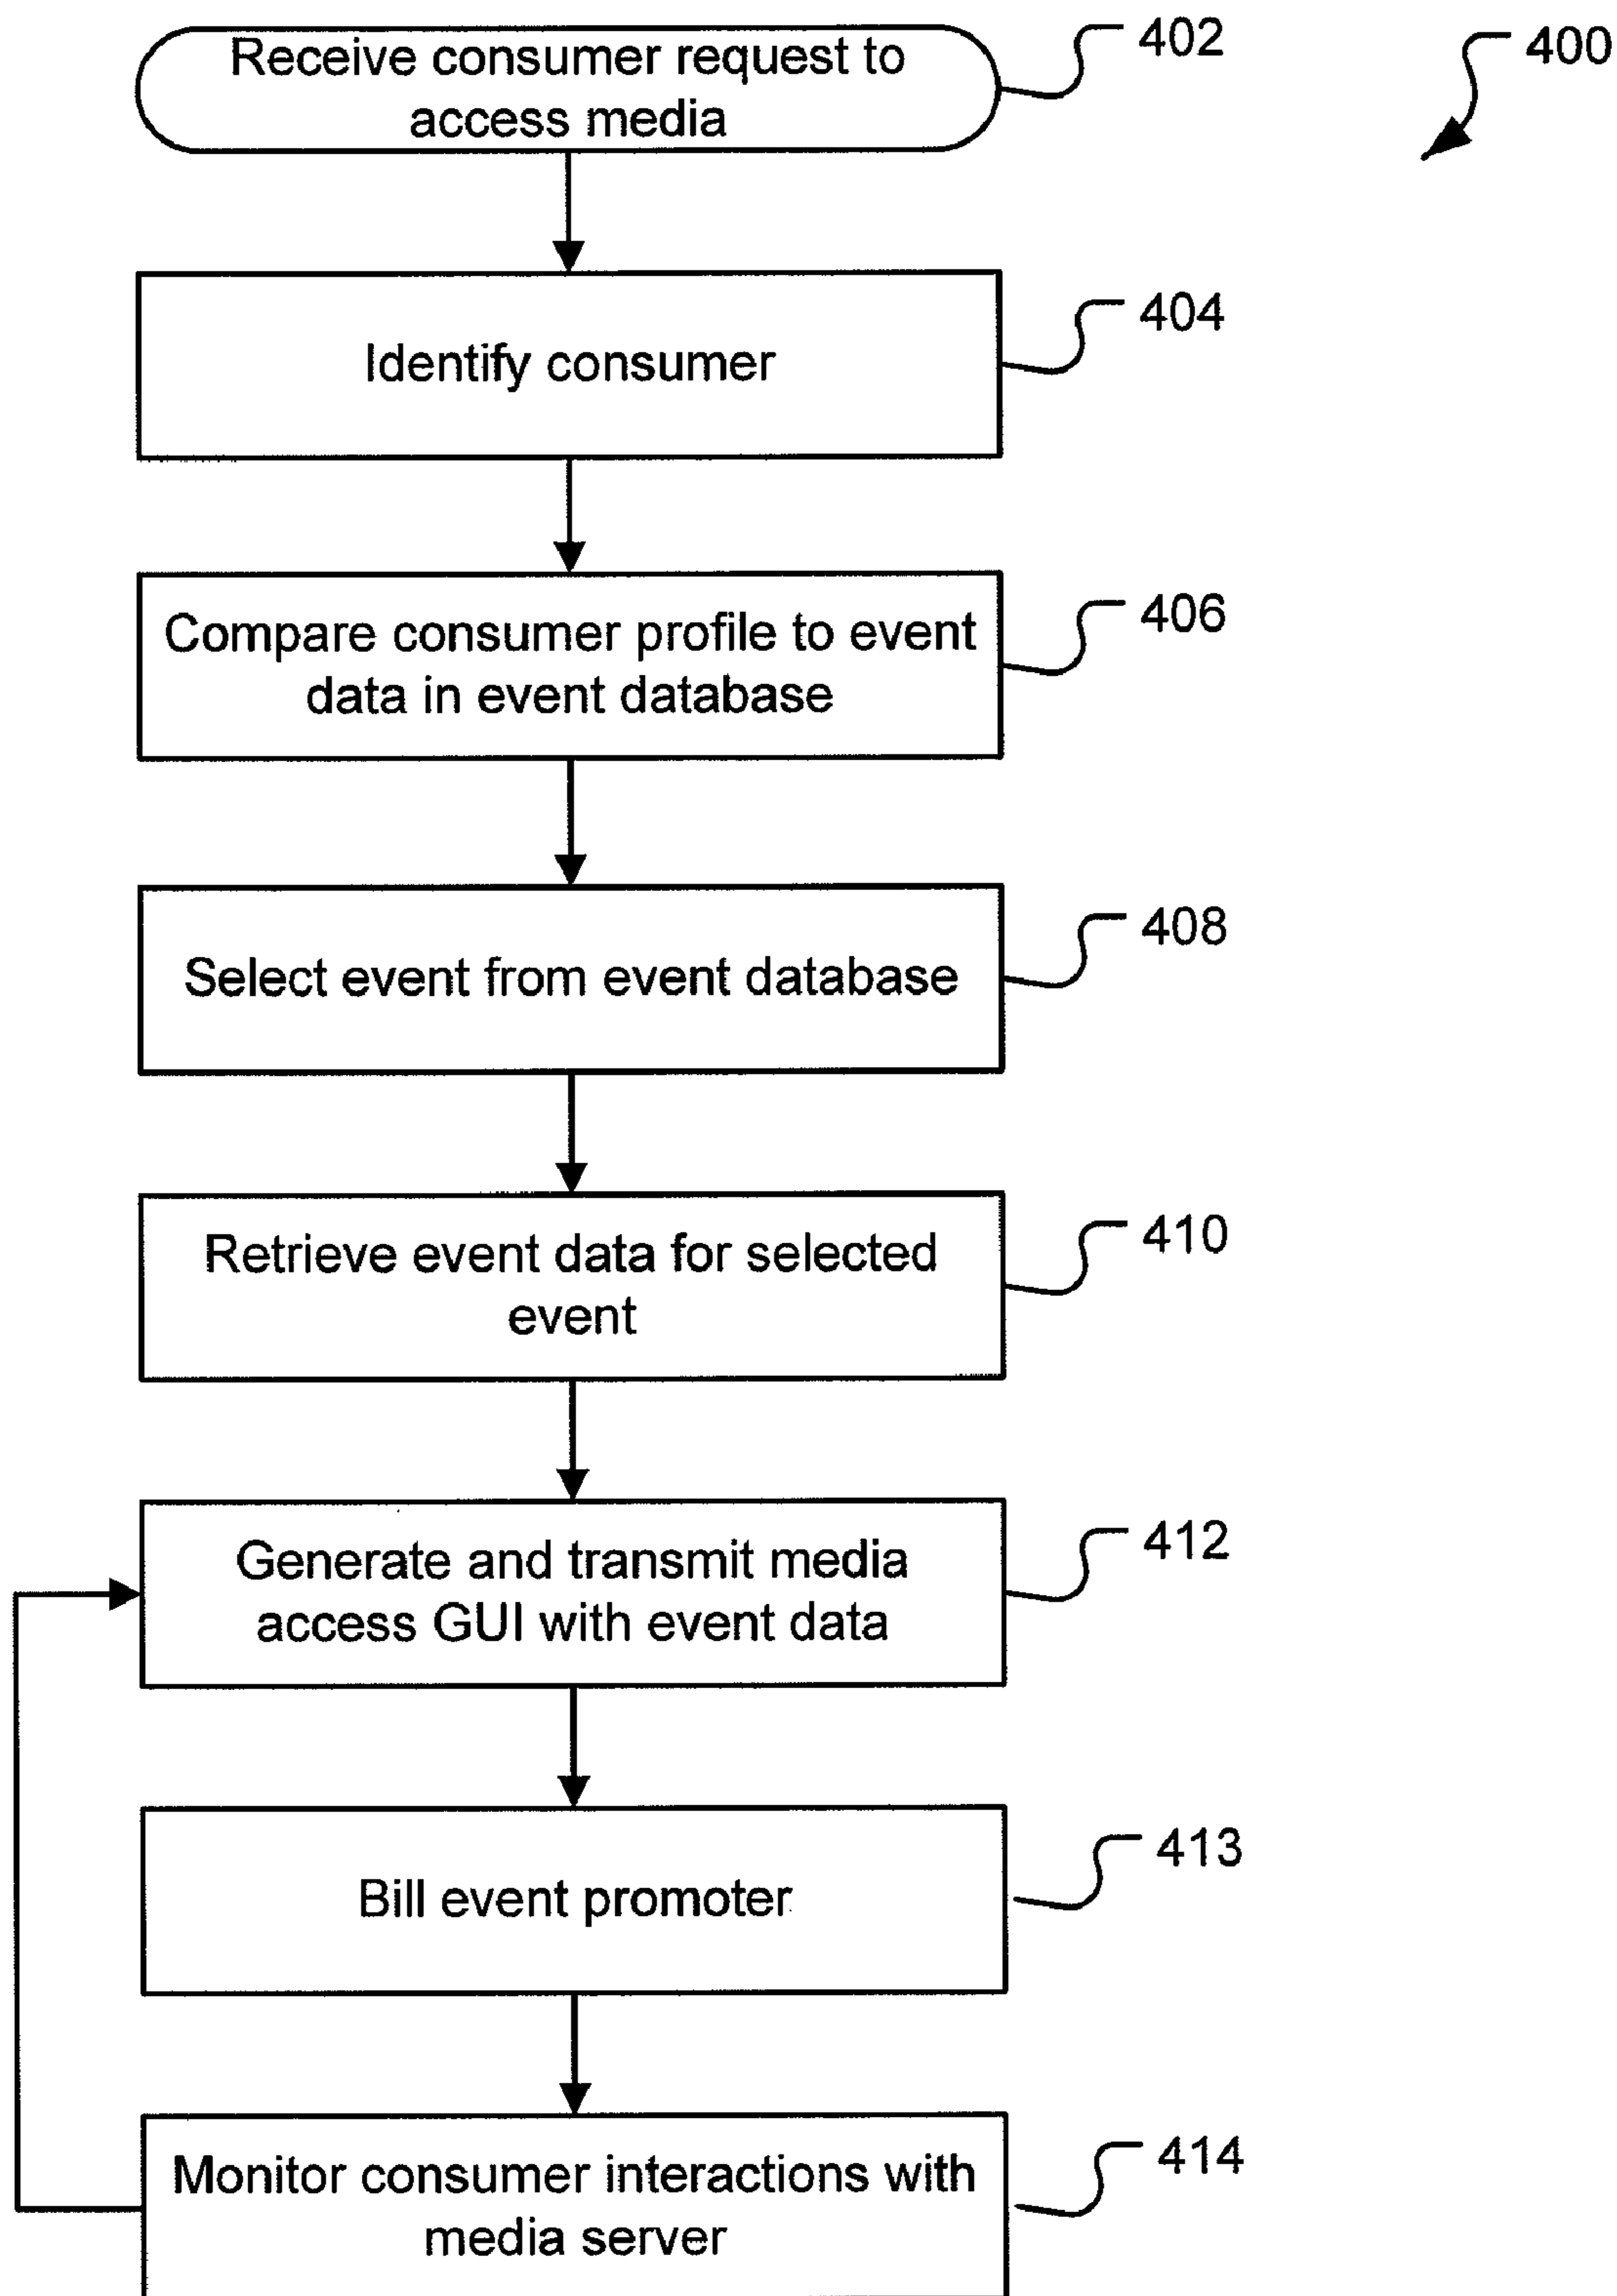 Receive consumer request to
access media
402
400
Identify consumer
404
Compare consumer profile to event
data in event database
406
Select event from event database
408
Retrieve event data for selected
event
410
Generate and transmit media
access GUI with event data
412
Bill event promoter
413
Monitor consumer interactions with
media server
414